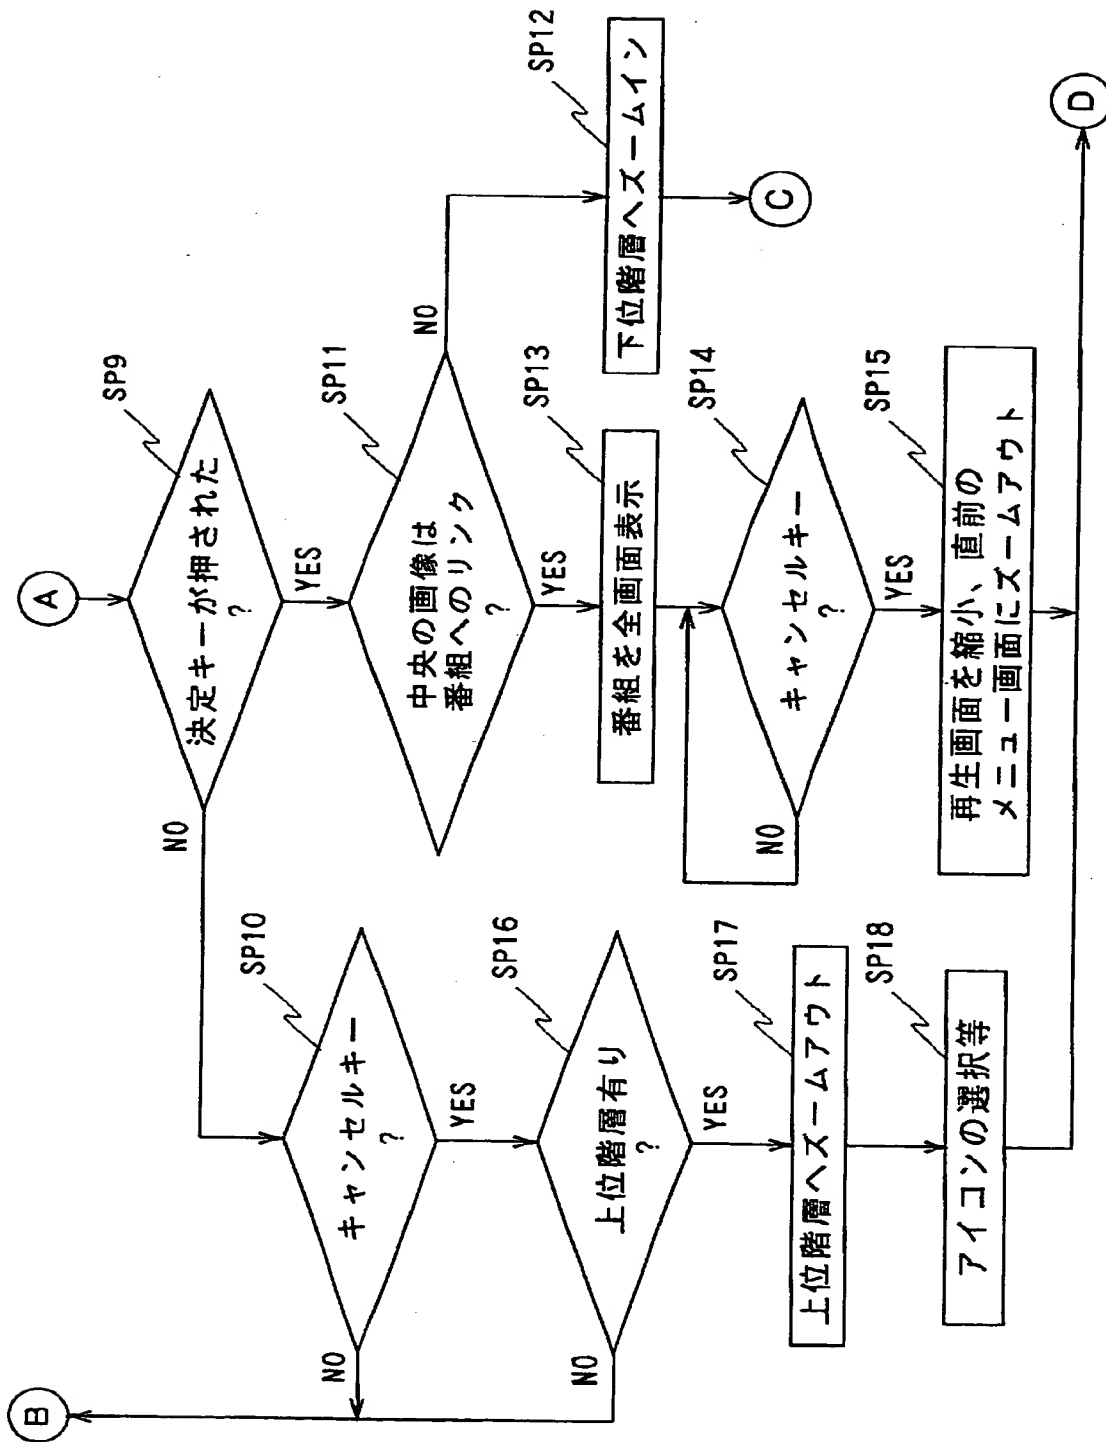 A
SP9
決定キーが押された
?
NO
YES
SP10
キャンセルキー
?
NO
YES
SP11
中央の画像は
番組へのリンク
?
NO
YES
SP12
下位階層へズームイン
C
SP13
番組を全画面表示
SP14
キャンセルキー
?
NO
YES
SP15
再生画面を縮小、直前の
メニュー画面にズームアウト
SP16
上位階層有り
?
NO
YES
SP17
上位階層へズームアウト
SP18
アイコンの選択等
B
D